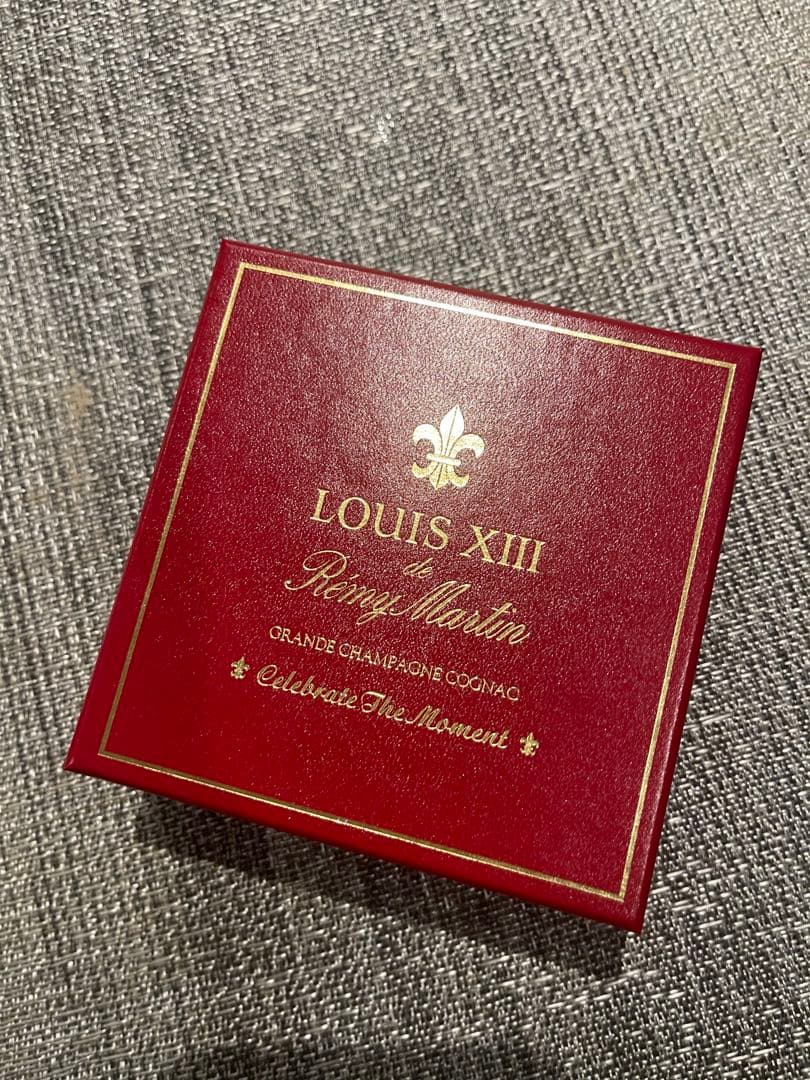 LOUIS XIII
de
Rémy Martin
GRANDE CHAMPAGNE COGNAC
Celebrate The Moment